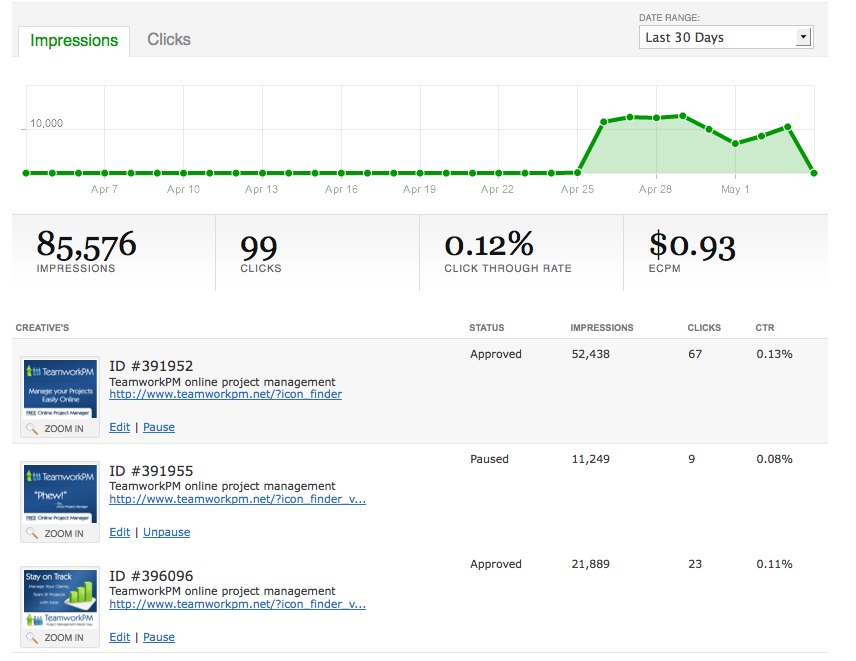 DATE RANGE:
Impressions
Clicks
Last 30 Days
10,000
Apr 7 Apr 10 Apr 13 Apr 16 Apr 19 Apr 22 Apr 25 Apr 28 May 1
85,576 99 0.12% $0.93
IMPRESSIONS CLICKS CLICK THROUGH RATE ECPM
CREATIVE'S STATUS IMPRESSIONS CLICKS CTR
Approved 52,438 67 0.13%
ID #391952
TeamworkPM online project management
http://www.teamworkpm.net/?icon_finder
Edit | Pause
TeamworkPM
Manage your Projects
Easily Online
FREE Online Project Manager
ZOOM IN
Paused 11,249 9 0.08%
ID #391955
TeamworkPM online project management
http://www.teamworkpm.net/?icon_finder_v...
Edit | Unpause
TeamworkPM
"Phew!"
FREE Online Project Manager
ZOOM IN
Approved 21,889 23 0.11%
ID #396096
TeamworkPM online project management
http://www.teamworkpm.net/?icon_finder_v...
Edit | Pause
Stay on Track
Manage Your Clients,
Team & Projects
with Ease
TeamworkPM
ZOOM IN